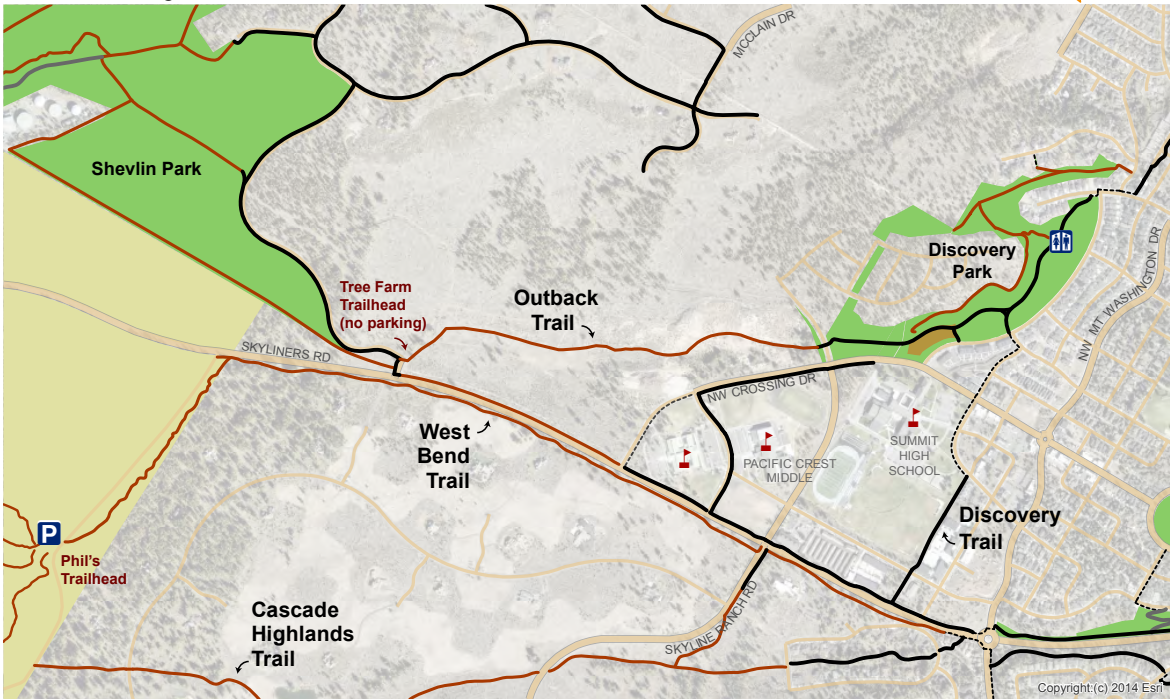 MCCLAIN DR
Shevlin Park
Discovery
Park
NW MT WASHINGTON DR
Tree Farm
Trailhead
(no parking)
Outback
Trail
SKYLINERS RD
NW CROSSING DR
West
Bend
Trail
PACIFIC CREST
MIDDLE
SUMMIT
HIGH
SCHOOL
Discovery
Trail
P
Phil's
Trailhead
Cascade
Highlands
Trail
SKYLINE RANCH RD
Copyright:(c) 2014 Esri